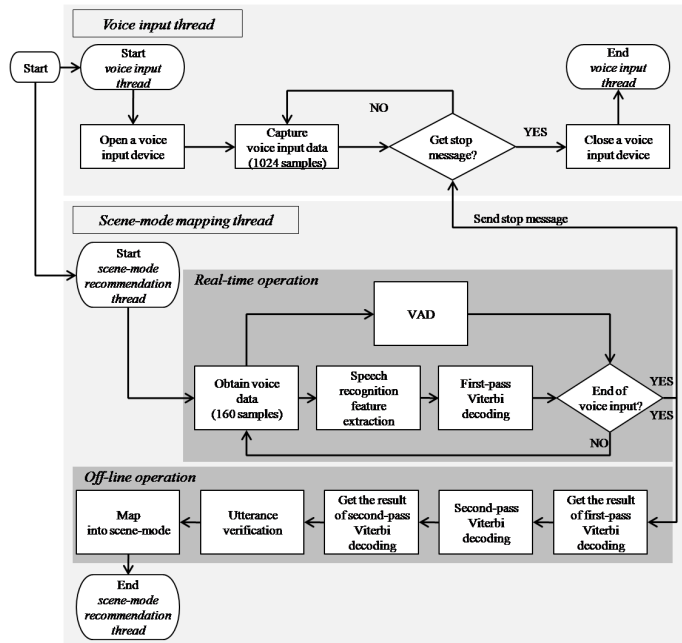 Voice input thread
Start
Start
voice input
thread
End
voice input
thread
NO
Open a voice
input device
Capture
voice input data
(1024 samples)
Get stop
message?
YES
Close a voice
input device
Scene-mode mapping thread
Send stop message
Start
scene-mode
recommendation
thread
Real-time operation
VAD
Obtain voice
data
(160 samples)
Speech
recognition
feature
extraction
First-pass
Viterbi
decoding
End of
voice input?
YES
YES
NO
Off-line operation
Map
into scene-mode
Utterance
verification
Get the result
of second-pass
Viterbi
decoding
Second-pass
Viterbi
decoding
Get the result
of first-pass
Viterbi
decoding
End
scene-mode
recommendation
thread